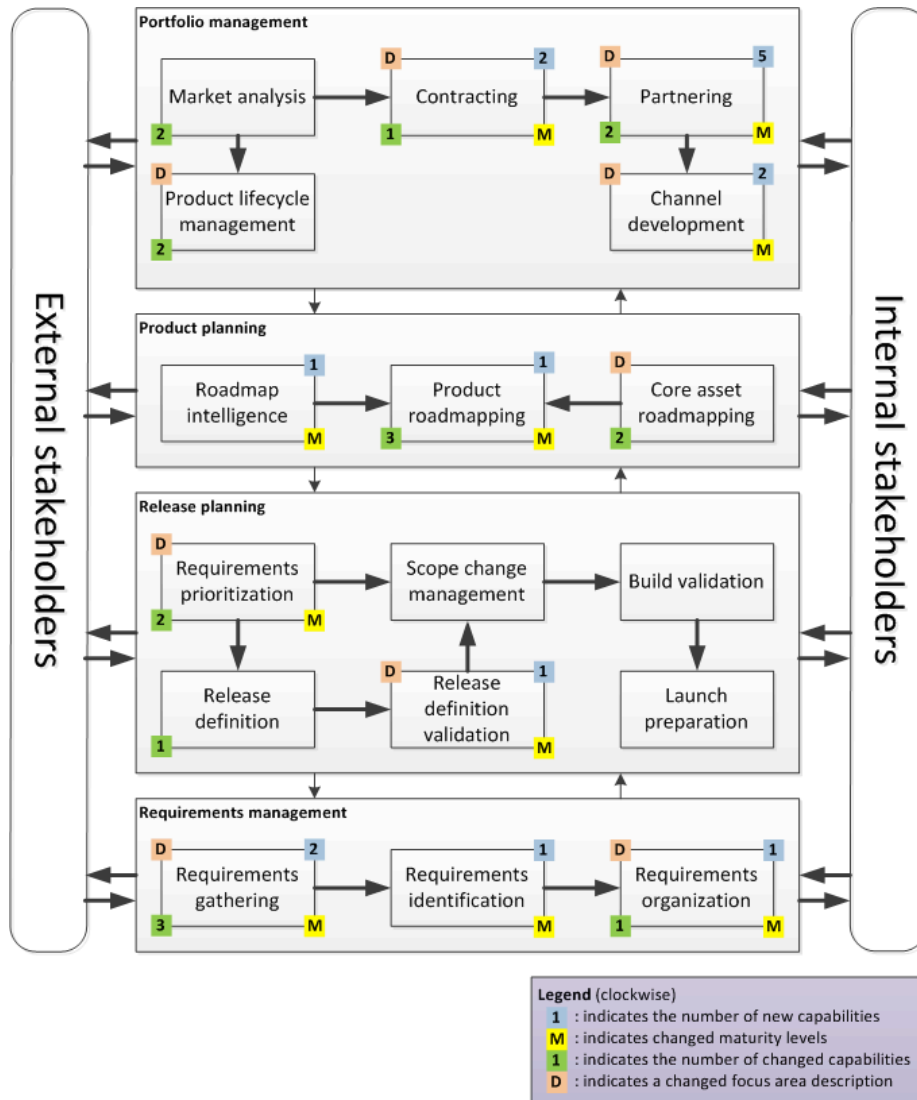 External stakeholders
Internal stakeholders
Portfolio management
D 2 D 5
Market analysis
Contracting
Partnering
2 1 M 2 M
D D 2
Product lifecycle
management
Channel
development
2 M
Product planning
1 1 D
Roadmap
intelligence
Product
roadmapping
Core asset
roadmapping
M 3 M 2
Release planning
D
Requirements
prioritization
Scope change
management
Build validation
2 M
D 1
Release
definition
Release
definition
validation
Launch
preparation
1 M
Requirements management
D 2 1 D 1
Requirements
gathering
Requirements
identification
Requirements
organization
3 M M 1 M
Legend (clockwise)
1 : indicates the number of new capabilities
M : indicates changed maturity levels
1 : indicates the number of changed capabilities
D : indicates a changed focus area description